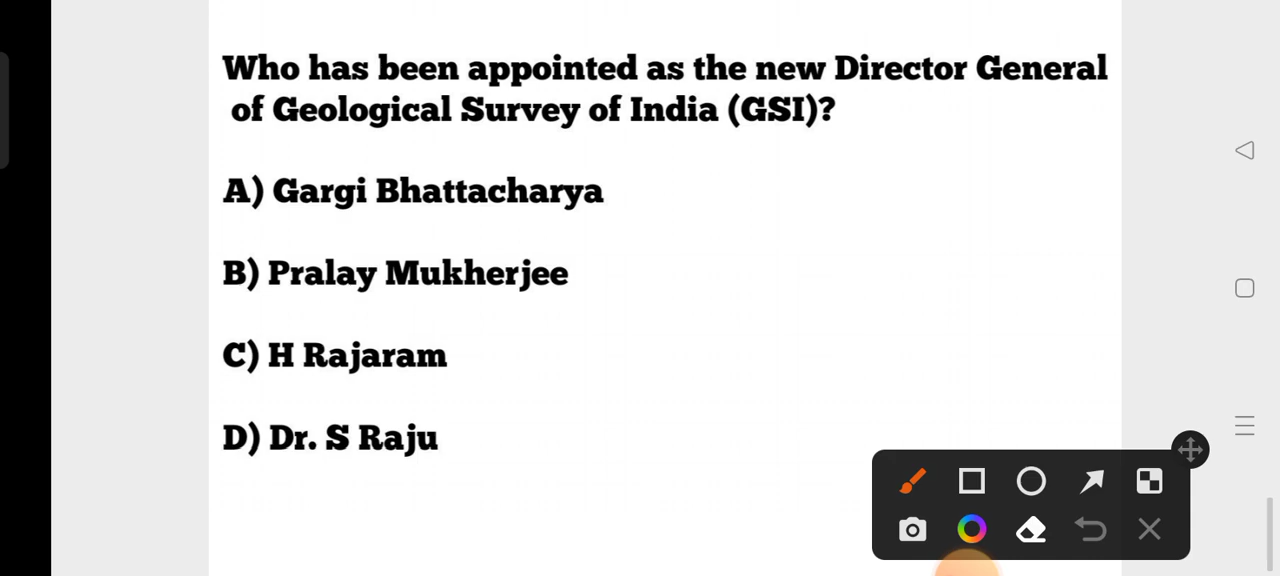 Who has been appointed as the new Director General
of Geological Survey of India (GSI)?
A) Gargi Bhattacharya
B) Pralay Mukherjee
C) H Rajaram
D) Dr. S Raju